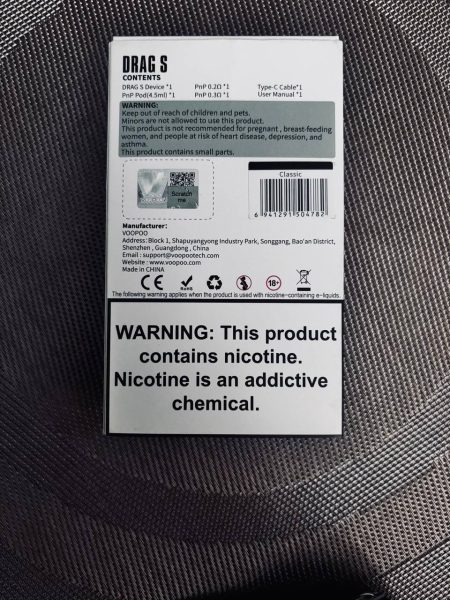 DRAG S
CONTENTS
DRAG S Device *1 PnP 0.2Ω *1 Type-C Cable*1
PnP Pod(4.5ml) *1 PnP 0.3Ω *1 User Manual *1
WARNING:
Keep out of reach of children and pets.
Minors are not allowed to use this product.
This product is not recommended for pregnant , breast-feeding
women, and people at risk of heart disease, depression, and
asthma.
This product contains small parts.
Scratch
me
Classic
6 941291 504782
Manufacturer:
VOOPOO
Address: Block 1, Shapuyangyong Industry Park, Songgang, Bao'an District,
Shenzhen , Guangdong , China
Email : support@voopootech.com
Website : www.voopoo.com
Made in CHINA
CE RoHS 18+
The following warning applies when the product is used with nicotine-containing e-liquids.
WARNING: This product
contains nicotine.
Nicotine is an addictive
chemical.